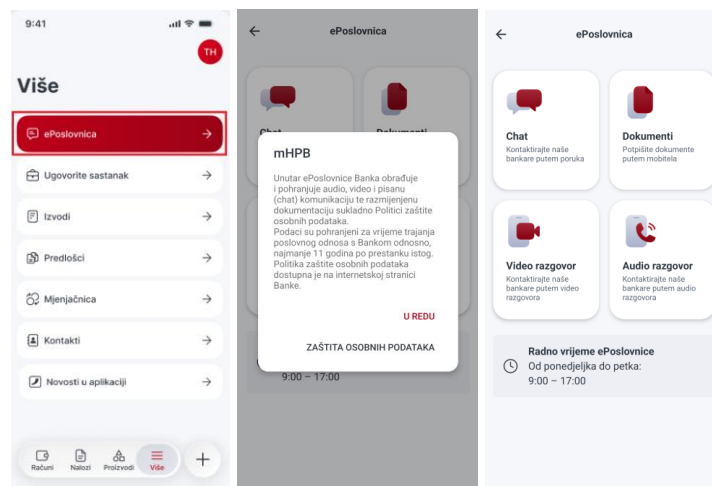 9:41
TH
Više
ePoslovnica
Ugovorite sastanak
Izvodi
Predlošci
Mjenjačnica
Kontakti
Novosti u aplikaciji
Računi Nalozi Proizvodi Više
ePoslovnica
Chat Dokumenti
mHPB
Unutar ePoslovnice Banka obrađuje
i pohranjuje audio, video i pisanu
(chat) komunikaciju te razmijenjenu
dokumentaciju sukladno Politici zaštite
osobnih podataka.
Podaci su pohranjeni za vrijeme trajanja
poslovnog odnosa s Bankom odnosno,
najmanje 11 godina po prestanku istog.
Politika zaštite osobnih podataka
dostupna je na internetskoj stranici
Banke.
U REDU
ZAŠTITA OSOBNIH PODATAKA
9:00 – 17:00
ePoslovnica
Chat
Kontaktirajte naše
bankare putem poruka
Dokumenti
Potpišite dokumente
putem mobitela
Video razgovor
Kontaktirajte naše
bankare putem video
razgovora
Audio razgovor
Kontaktirajte naše
bankare putem audio
razgovora
Radno vrijeme ePoslovnice
Od ponedjeljka do petka:
9:00 – 17:00